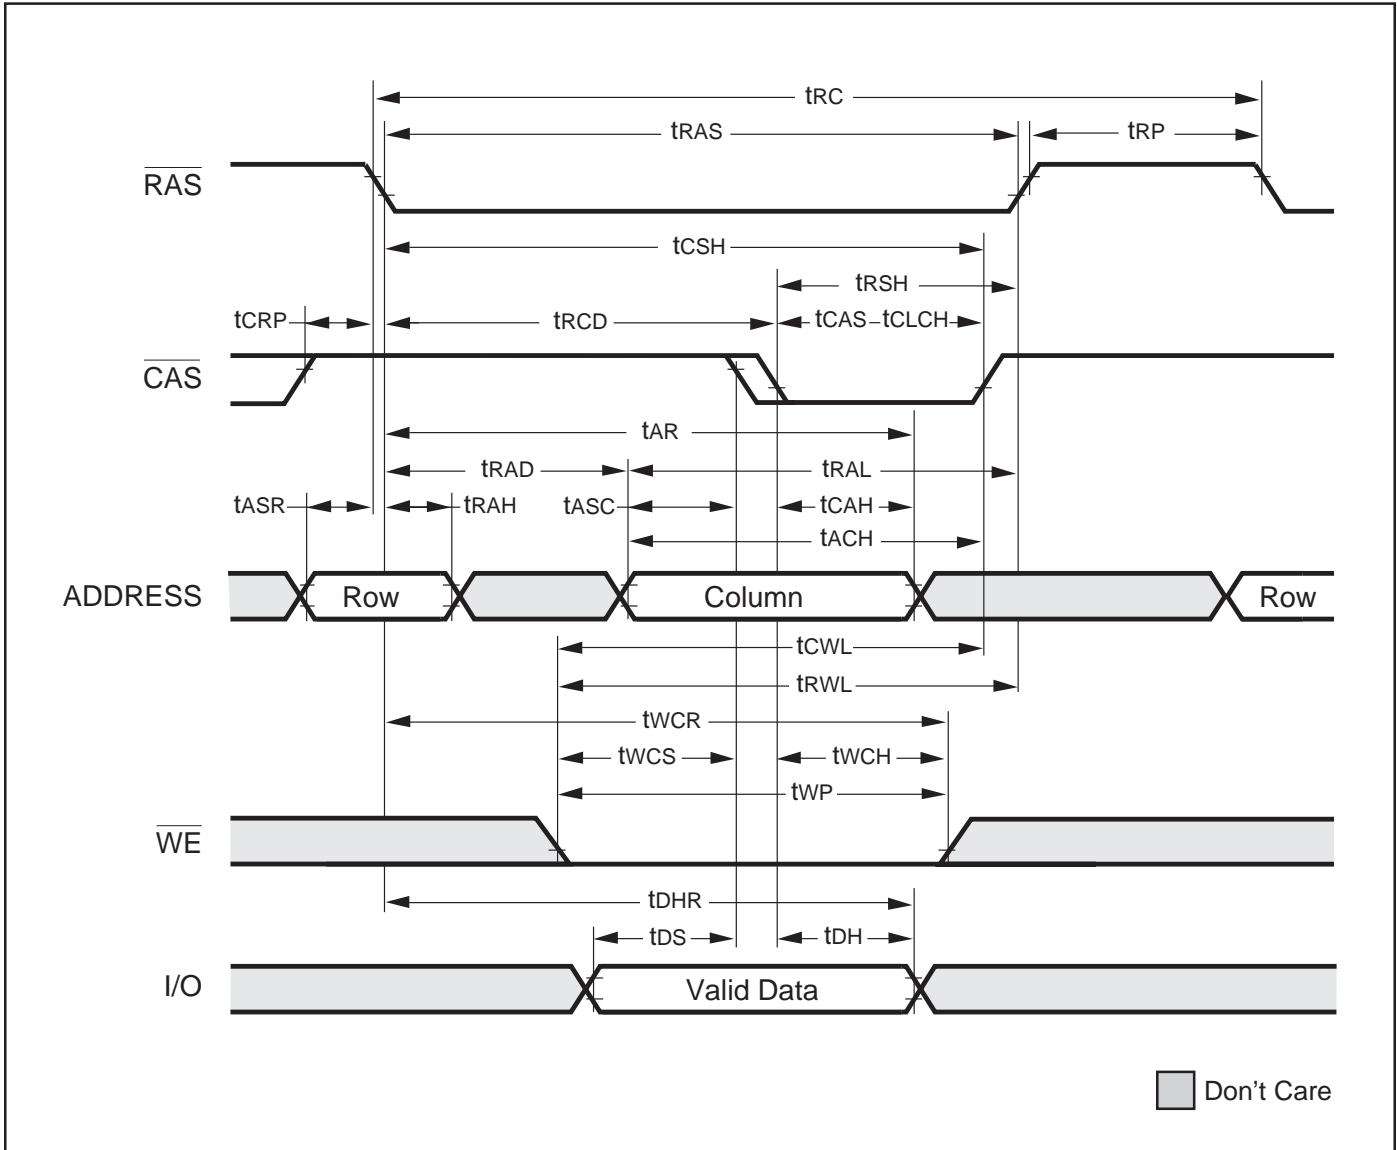 tRC
tRAS
tRP
RAS
tCSH
tRSH
tCRP
tRCD
tCAS
tCLCH
CAS
tAR
tRAD
tRAL
tASR
tRAH
tASC
tCAH
tACH
ADDRESS
Row
Column
Row
tCWL
tRWL
tWCR
tWCS
tWCH
tWP
WE
tDHR
tDS
tDH
I/O
Valid Data
Don't Care